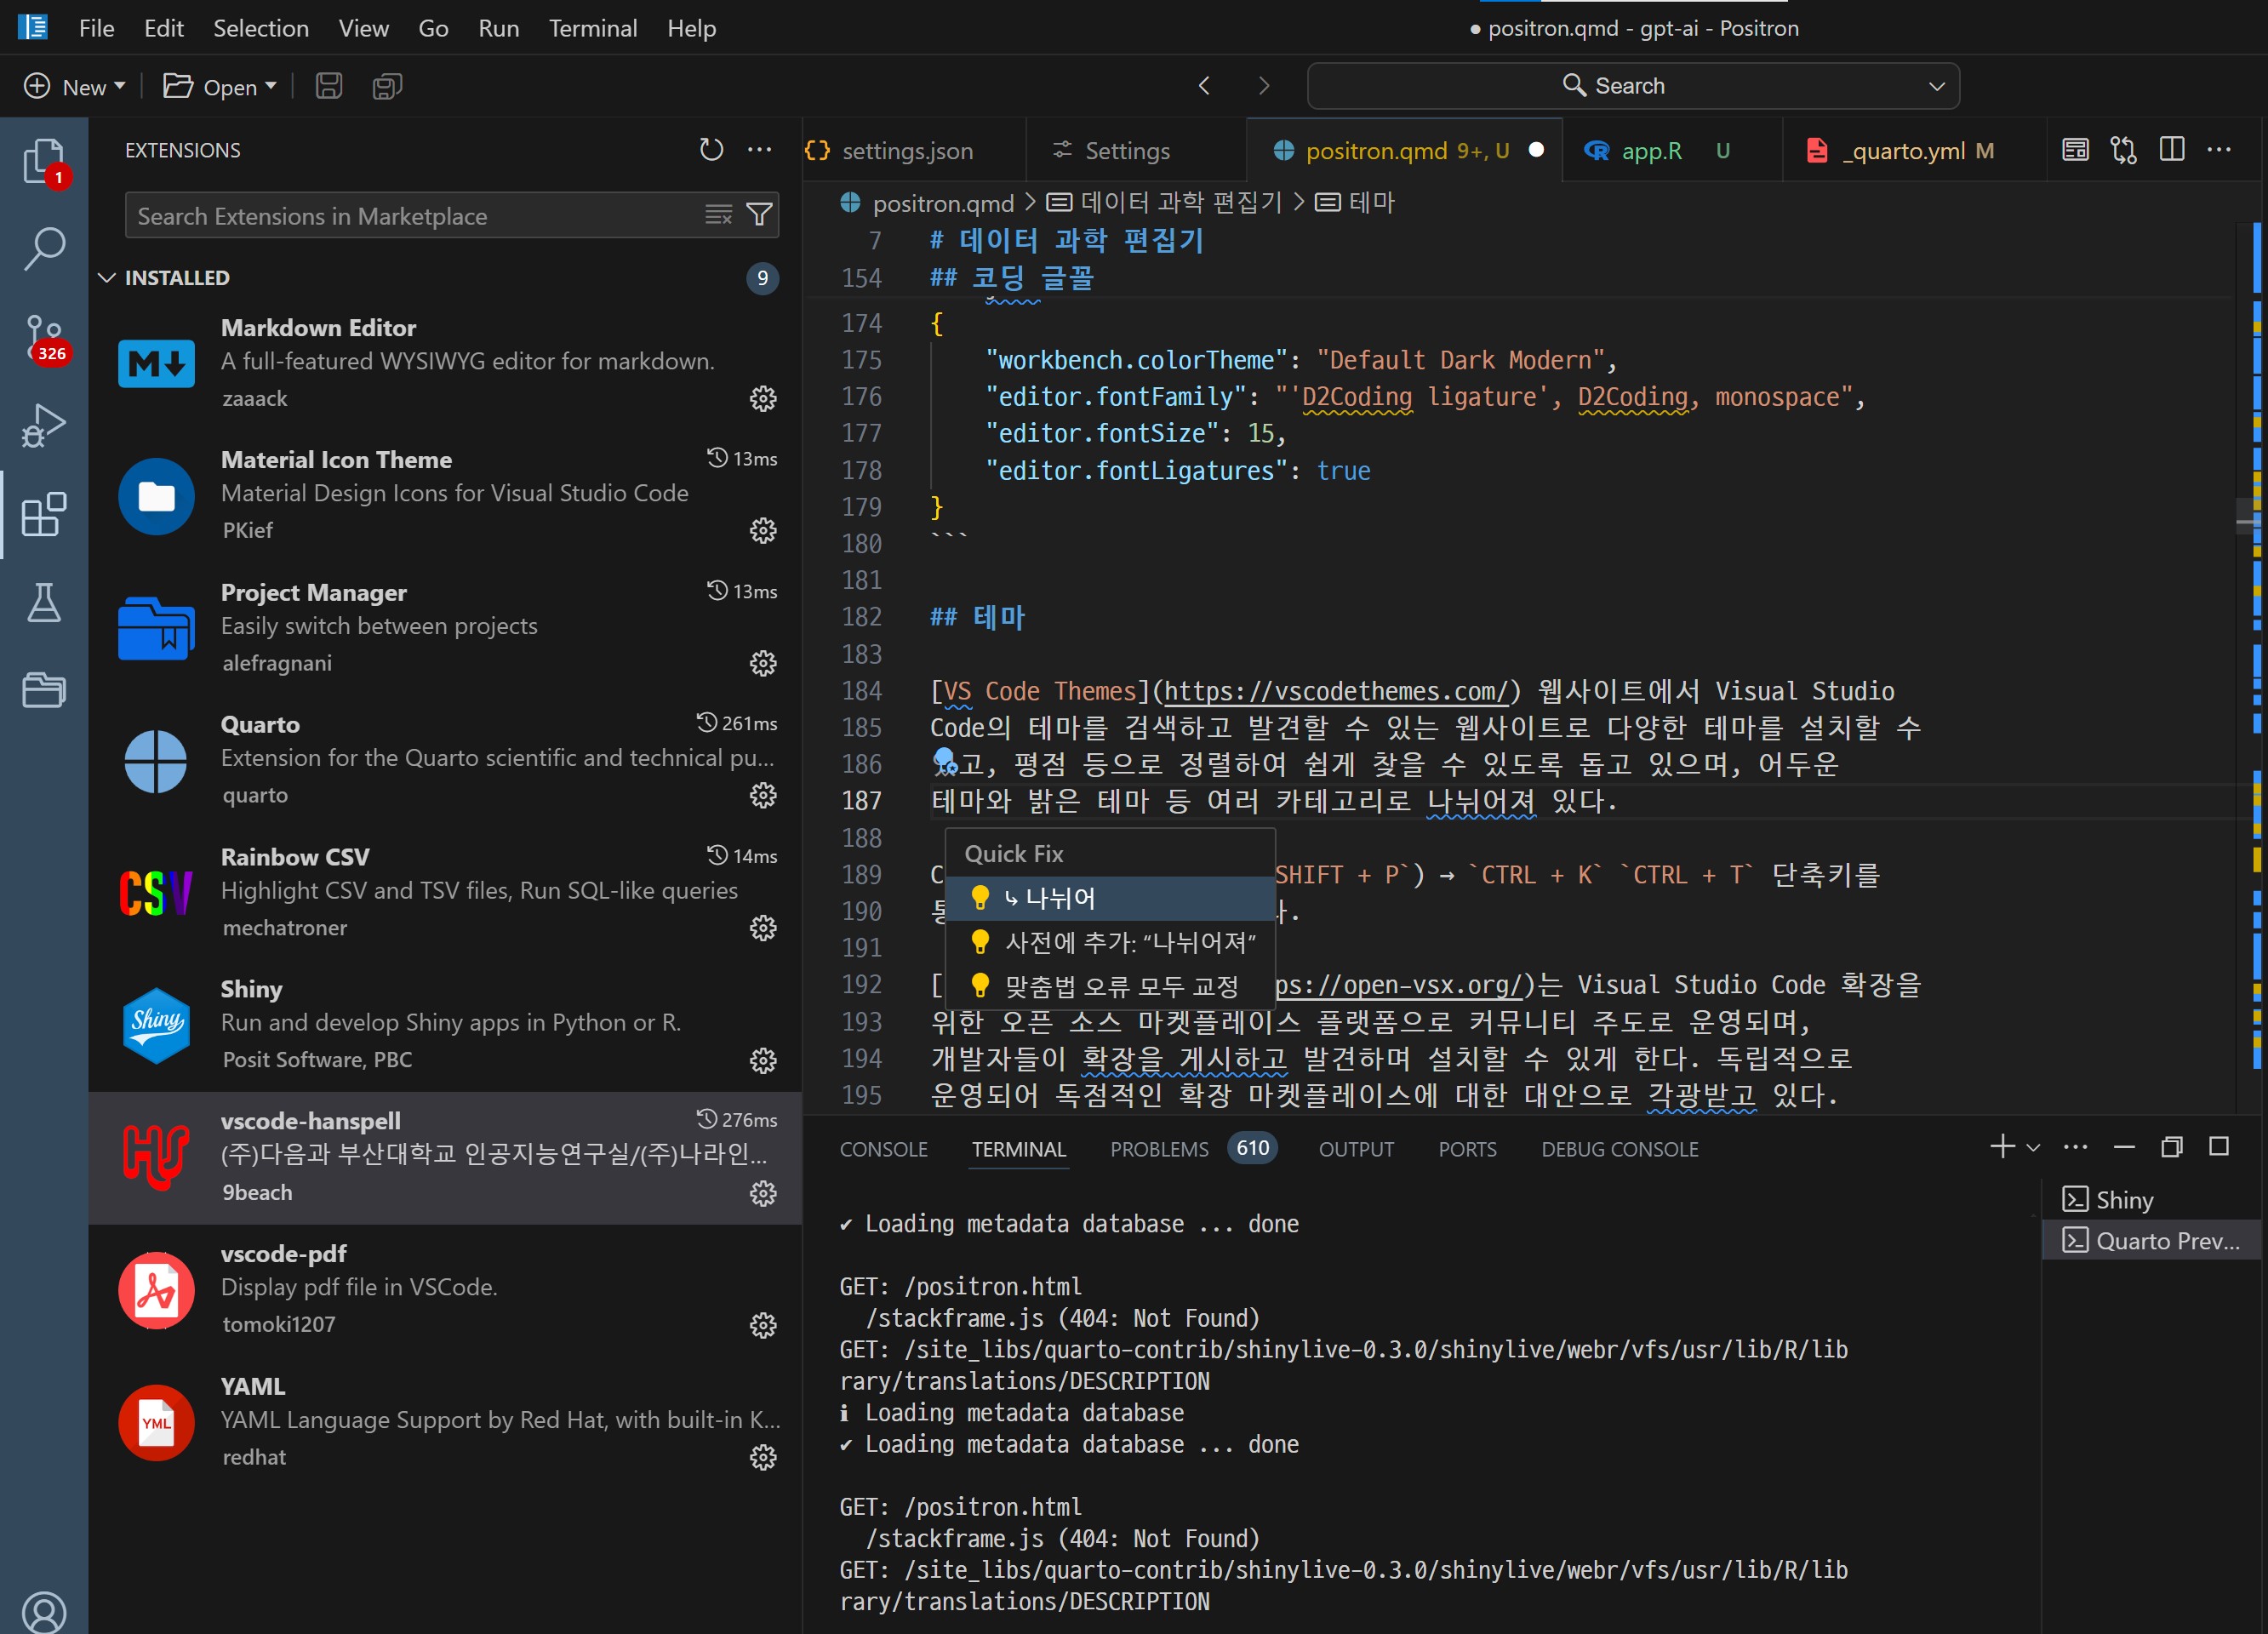 File Edit Selection View Go Run Terminal Help
● positron.qmd - gpt-ai - Positron
New Open
Search
1
326
EXTENSIONS
Search Extensions in Marketplace
INSTALLED 9
Markdown Editor
A full-featured WYSIWYG editor for markdown.
zaaack
Material Icon Theme 13ms
Material Design Icons for Visual Studio Code
PKief
Project Manager 13ms
Easily switch between projects
alefragnani
Quarto 261ms
Extension for the Quarto scientific and technical pu...
quarto
CSV
Rainbow CSV 14ms
Highlight CSV and TSV files, Run SQL-like queries
mechatroner
Shiny
Shiny
Run and develop Shiny apps in Python or R.
Posit Software, PBC
vscode-hanspell 276ms
(주)다음과 부산대학교 인공지능연구실/(주)나라인...
9beach
vscode-pdf
Display pdf file in VSCode.
tomoki1207
YML
YAML
YAML Language Support by Red Hat, with built-in K...
redhat
{} settings.json Settings positron.qmd 9+, U app.R U _quarto.yml M
positron.qmd > 데이터 과학 편집기 > 테마
7 # 데이터 과학 편집기
154 ## 코딩 글꼴
174 {
175 "workbench.colorTheme": "Default Dark Modern",
176 "editor.fontFamily": "'D2Coding ligature', D2Coding, monospace",
177 "editor.fontSize": 15,
178 "editor.fontLigatures": true
179 }
180 ```
181
182 ## 테마
183
184 [VS Code Themes](https://vscodethemes.com/) 웹사이트에서 Visual Studio
185 Code의 테마를 검색하고 발견할 수 있는 웹사이트로 다양한 테마를 설치할 수
186 고, 평점 등으로 정렬하여 쉽게 찾을 수 있도록 돕고 있으며, 어두운
187 테마와 밝은 테마 등 여러 카테고리로 나뉘어져 있다.
188
Quick Fix
↳ 나뉘어
사전에 추가: “나뉘어져”
맞춤법 오류 모두 교정
189 C SHIFT + P`) → `CTRL + K` `CTRL + T` 단축키를
190
191
192 [ ps://open-vsx.org/)는 Visual Studio Code 확장을
193 위한 오픈 소스 마켓플레이스 플랫폼으로 커뮤니티 주도로 운영되며,
194 개발자들이 확장을 게시하고 발견하며 설치할 수 있게 한다. 독립적으로
195 운영되어 독점적인 확장 마켓플레이스에 대한 대안으로 각광받고 있다.
CONSOLE TERMINAL PROBLEMS 610 OUTPUT PORTS DEBUG CONSOLE
✔ Loading metadata database ... done
GET: /positron.html
/stackframe.js (404: Not Found)
GET: /site_libs/quarto-contrib/shinylive-0.3.0/shinylive/webr/vfs/usr/lib/R/lib
rary/translations/DESCRIPTION
ℹ Loading metadata database
✔ Loading metadata database ... done
GET: /positron.html
/stackframe.js (404: Not Found)
GET: /site_libs/quarto-contrib/shinylive-0.3.0/shinylive/webr/vfs/usr/lib/R/lib
rary/translations/DESCRIPTION
Shiny
Quarto Prev...